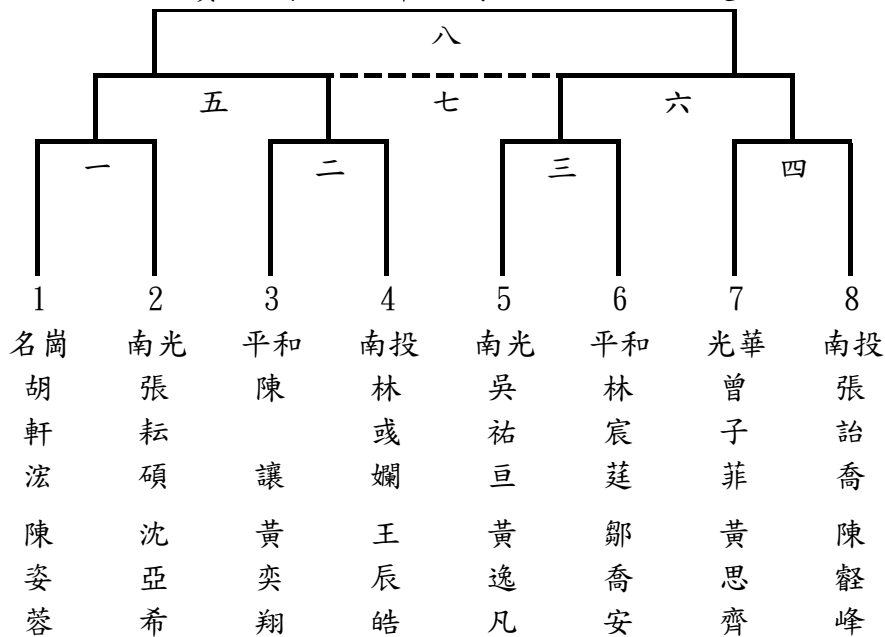 八
五 七 六
一 二 三 四
1 2 3 4 5 6 7 8
名崗 南光 平和 南投 南光 平和 光華 南投
胡 張 陳 林 吳 林 曾 張
軒 耘 彧 祐 宸 子 詒
浤 碩 讓 斕 亘 莛 菲 喬
陳 沈 黃 王 黃 鄒 黃 陳
姿 亞 奕 辰 逸 喬 思 睿
蓉 希 翔 皓 凡 安 齊 峰